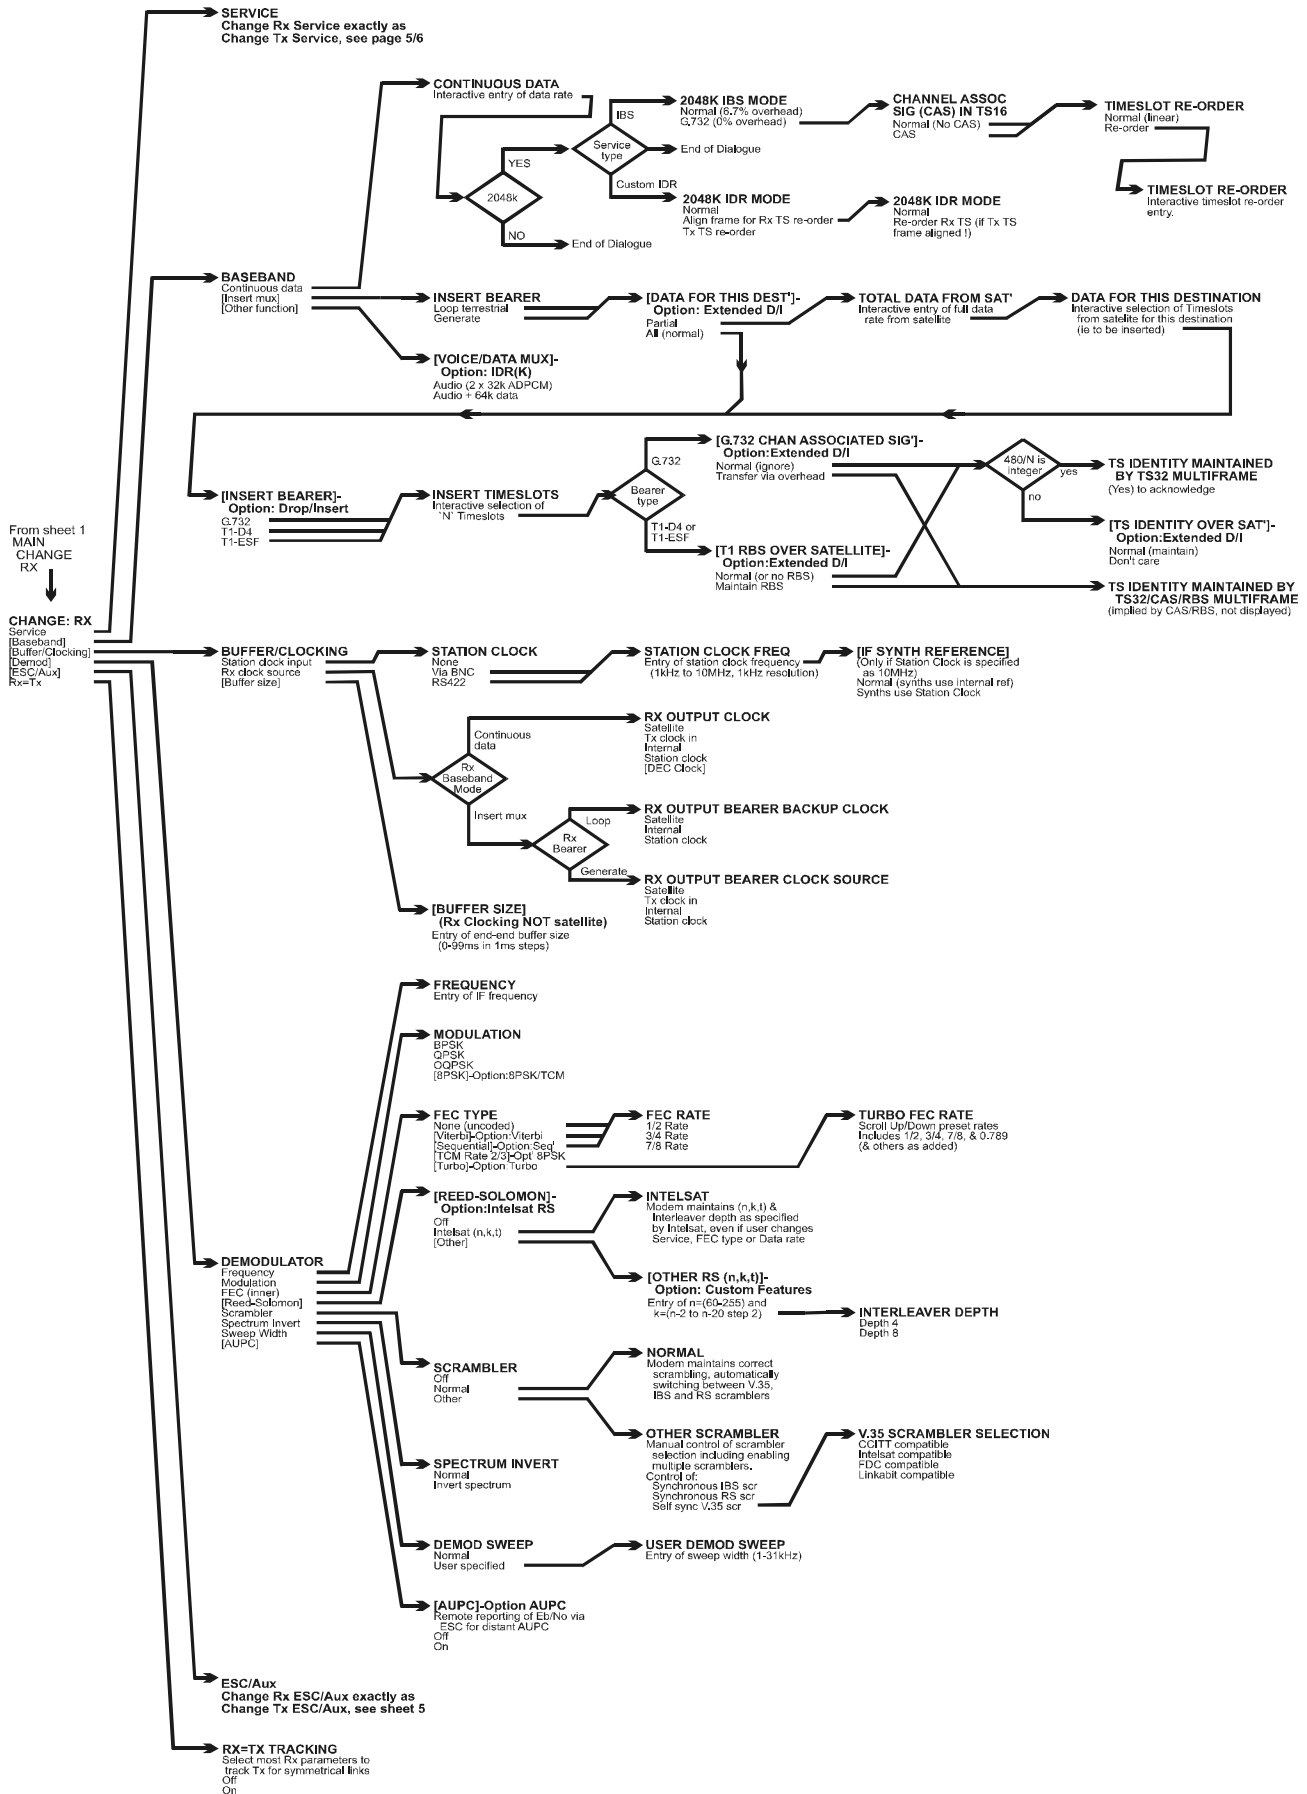 SERVICE
Change Rx Service exactly as
Change Tx Service, see page 5/6
CONTINUOUS DATA
Interactive entry of data rate
2048k
YES
NO
End of Dialogue
Service
type
IBS
Custom IDR
2048K IBS MODE
Normal (6.7% overhead)
G.732 (0% overhead)
End of Dialogue
2048K IDR MODE
Normal
Align frame for Rx TS re-order
Tx TS re-order
CHANNEL ASSOC
SIG (CAS) IN TS16
Normal (No CAS)
CAS
2048K IDR MODE
Normal
Re-order Rx TS (if Tx TS
frame aligned !)
TIMESLOT RE-ORDER
Normal (linear)
Re-order
TIMESLOT RE-ORDER
Interactive timeslot re-order
entry.
BASEBAND
Continuous data
[Insert mux]
[Other function]
INSERT BEARER
Loop terrestrial
Generate
[DATA FOR THIS DEST']-
Option: Extended D/I
Partial
All (normal)
TOTAL DATA FROM SAT'
Interactive entry of full data
rate from satellite
DATA FOR THIS DESTINATION
Interactive selection of Timeslots
from satelite for this destination
(ie to be inserted)
[VOICE/DATA MUX]-
Option: IDR(K)
Audio (2 x 32k ADPCM)
Audio + 64k data
[INSERT BEARER]-
Option: Drop/Insert
G.732
T1-D4
T1-ESF
INSERT TIMESLOTS
Interactive selection of
`N` Timeslots
Bearer
type
G.732
T1-D4 or
T1-ESF
[G.732 CHAN ASSOCIATED SIG']-
Option:Extended D/I
Normal (ignore)
Transfer via overhead
[T1 RBS OVER SATELLITE]-
Option:Extended D/I
Normal (or no RBS)
Maintain RBS
480/N is
integer
yes
no
TS IDENTITY MAINTAINED
BY TS32 MULTIFRAME
(Yes) to acknowledge
[TS IDENTITY OVER SAT']-
Option:Extended D/I
Normal (maintain)
Don't care
TS IDENTITY MAINTAINED BY
TS32/CAS/RBS MULTIFRAME
(implied by CAS/RBS, not displayed)
From sheet 1
MAIN
CHANGE
RX
CHANGE: RX
Service
[Baseband]
[Buffer/Clocking]
[Demod]
[ESC/Aux]
Rx=Tx
BUFFER/CLOCKING
Station clock input
Rx clock source
[Buffer size]
STATION CLOCK
None
Via BNC
RS422
STATION CLOCK FREQ
Entry of station clock frequency
(1kHz to 10MHz, 1kHz resolution)
[IF SYNTH REFERENCE]
(Only if Station Clock is specified
as 10MHz)
Normal (synths use internal ref)
Synths use Station Clock
Continuous
data
Rx
Baseband
Mode
Insert mux
RX OUTPUT CLOCK
Satellite
Tx clock in
Internal
Station clock
[DEC Clock]
Rx
Bearer
Loop
Generate
RX OUTPUT BEARER BACKUP CLOCK
Satellite
Internal
Station clock
RX OUTPUT BEARER CLOCK SOURCE
Satellite
Tx clock in
Internal
Station clock
[BUFFER SIZE]
(Rx Clocking NOT satellite)
Entry of end-end buffer size
(0-99ms in 1ms steps)
FREQUENCY
Entry of IF frequency
MODULATION
BPSK
QPSK
OQPSK
[8PSK]-Option:8PSK/TCM
FEC TYPE
None (uncoded)
[Viterbi]-Option:Viterbi
[Sequential]-Option:Seq'
[TCM Rate 2/3]-Opt' 8PSK
[Turbo]-Option:Turbo
FEC RATE
1/2 Rate
3/4 Rate
7/8 Rate
TURBO FEC RATE
Scroll Up/Down preset rates
Includes 1/2, 3/4, 7/8, & 0.789
(& others as added)
[REED-SOLOMON]-
Option:Intelsat RS
Off
Intelsat (n,k,t)
[Other]
INTELSAT
Modem maintains (n,k,t) &
Interleaver depth as specified
by Intelsat, even if user changes
Service, FEC type or Data rate
[OTHER RS (n,k,t)]-
Option: Custom Features
Entry of n=(60-255) and
k=(n-2 to n-20 step 2)
INTERLEAVER DEPTH
Depth 4
Depth 8
DEMODULATOR
Frequency
Modulation
FEC (inner)
[Reed-Solomon]
Scrambler
Spectrum Invert
Sweep Width
[AUPC]
SCRAMBLER
Off
Normal
Other
NORMAL
Modem maintains correct
scrambling, automatically
switching between V.35,
IBS and RS scramblers
OTHER SCRAMBLER
Manual control of scrambler
selection including enabling
multiple scramblers.
Control of:
Synchronous IBS scr
Synchronous RS scr
Self sync V.35 scr
V.35 SCRAMBLER SELECTION
CCITT compatible
Intelsat compatible
FDC compatible
Linkabit compatible
SPECTRUM INVERT
Normal
Invert spectrum
DEMOD SWEEP
Normal
User specified
USER DEMOD SWEEP
Entry of sweep width (1-31kHz)
[AUPC]-Option AUPC
Remote reporting of Eb/No via
ESC for distant AUPC
Off
On
ESC/Aux
Change Rx ESC/Aux exactly as
Change Tx ESC/Aux, see sheet 5
RX=TX TRACKING
Select most Rx parameters to
track Tx for symmetrical links
Off
On